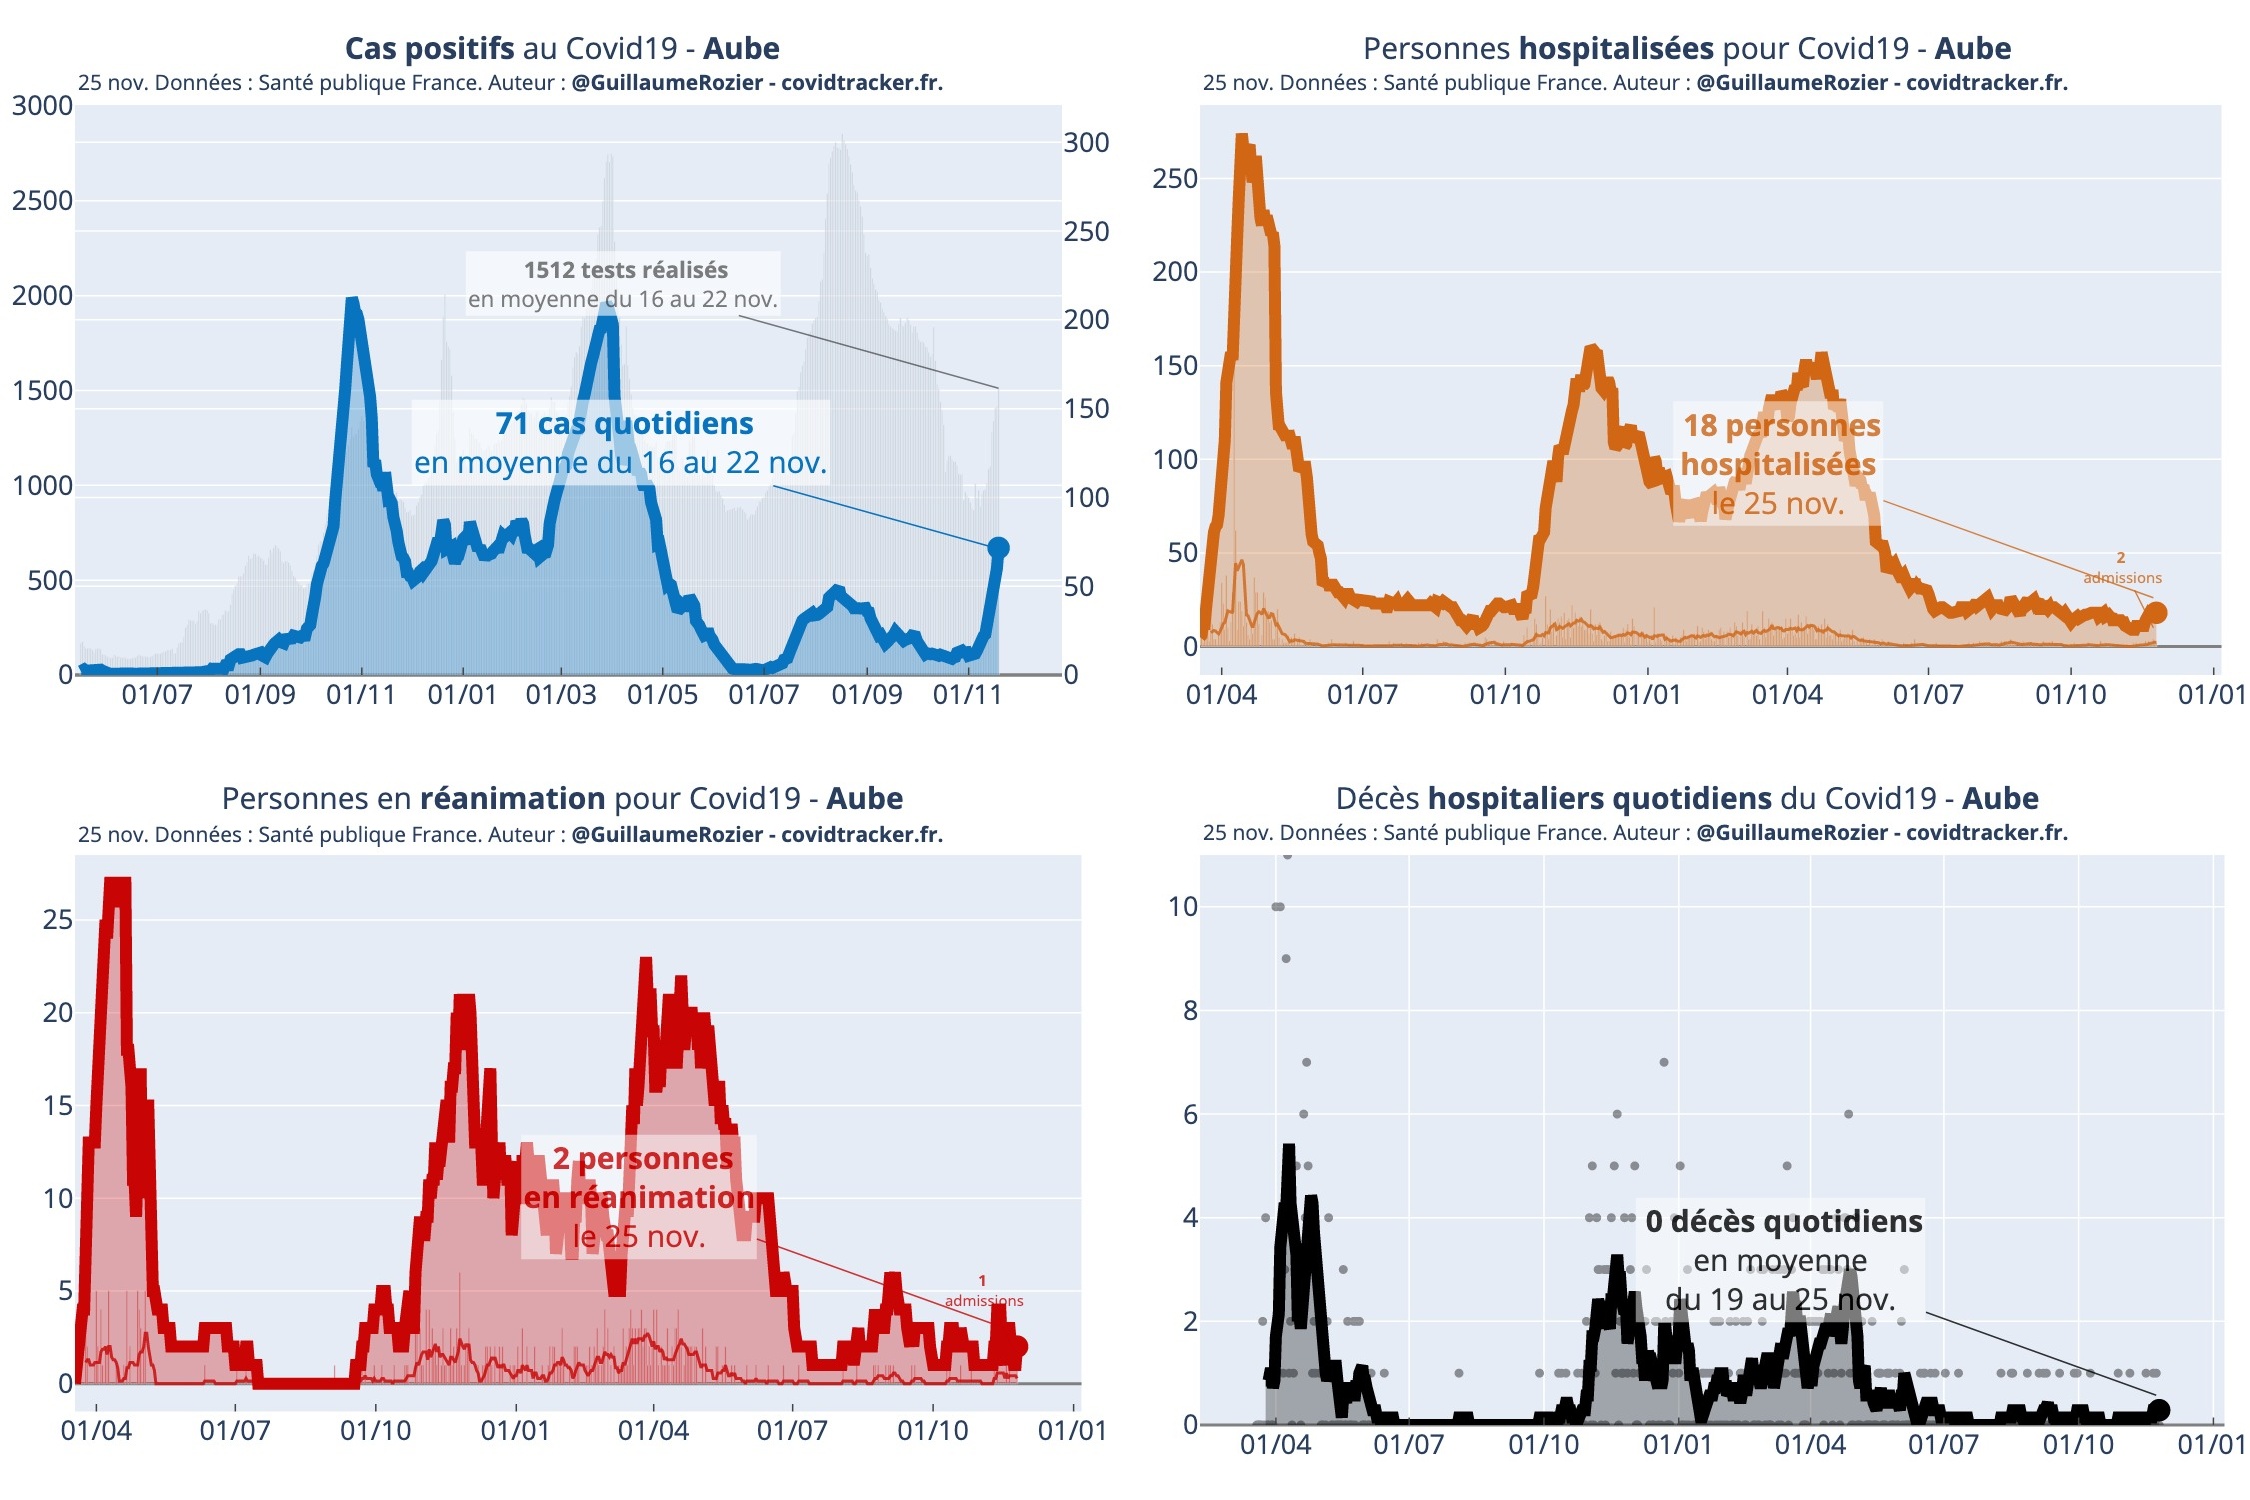 Cas positifs au Covid19 - Aube
25 nov. Données : Santé publique France. Auteur : @GuillaumeRozier - covidtracker.fr.
3000
2500
2000
1500
1000
500
0
300
250
200
150
100
50
0
1512 tests réalisés
en moyenne du 16 au 22 nov.
71 cas quotidiens
en moyenne du 16 au 22 nov.
01/07 01/09 01/11 01/01 01/03 01/05 01/07 01/09 01/11
Personnes hospitalisées pour Covid19 - Aube
25 nov. Données : Santé publique France. Auteur : @GuillaumeRozier - covidtracker.fr.
250
200
150
100
50
0
18 personnes
hospitalisées
le 25 nov.
2
admissions
01/04 01/07 01/10 01/01 01/04 01/07 01/10 01/01
Personnes en réanimation pour Covid19 - Aube
25 nov. Données : Santé publique France. Auteur : @GuillaumeRozier - covidtracker.fr.
25
20
15
10
5
0
2 personnes
en réanimation
le 25 nov.
1
admissions
01/04 01/07 01/10 01/01 01/04 01/07 01/10 01/01
Décès hospitaliers quotidiens du Covid19 - Aube
25 nov. Données : Santé publique France. Auteur : @GuillaumeRozier - covidtracker.fr.
10
8
6
4
2
0
0 décès quotidiens
en moyenne
du 19 au 25 nov.
01/04 01/07 01/10 01/01 01/04 01/07 01/10 01/01